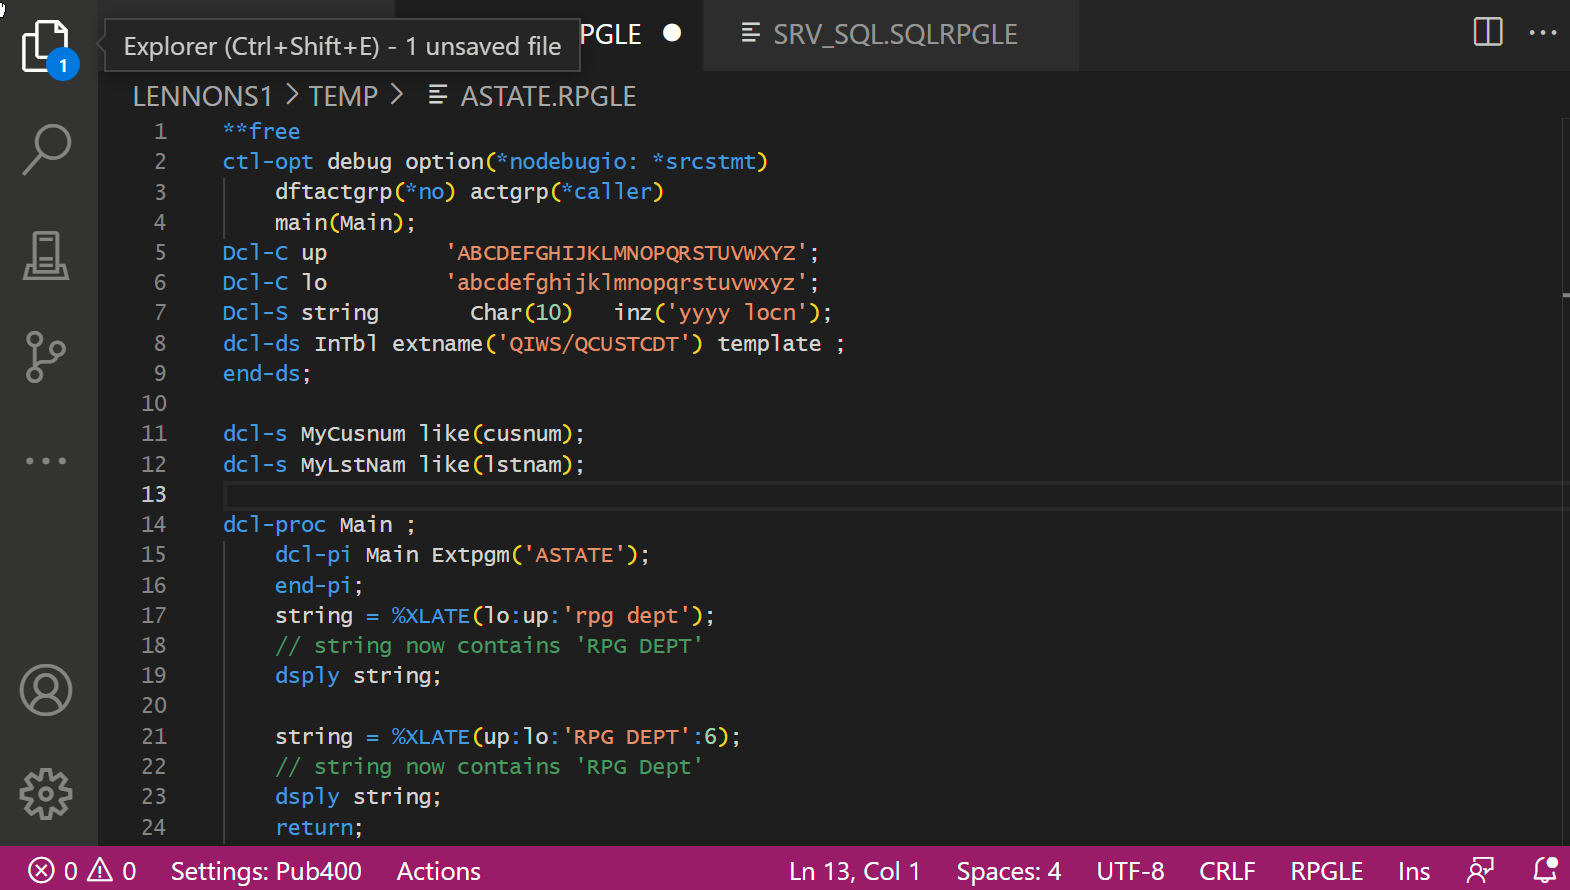 Explorer (Ctrl+Shift+E) - 1 unsaved file
PGLE
SRV_SQL.SQLRPGLE
1
LENNONS1 > TEMP > ASTATE.RPGLE
1 **free
2 ctl-opt debug option(*nodebugio: *srcstmt)
3 dftactgrp(*no) actgrp(*caller)
4 main(Main);
5 Dcl-C up 'ABCDEFGHIJKLMNOPQRSTUVWXYZ';
6 Dcl-C lo 'abcdefghijklmnopqrstuvwxyz';
7 Dcl-S string Char(10) inz('yyyy locn');
8 dcl-ds InTbl extname('QIWS/QCUSTCDT') template ;
9 end-ds;
10
11 dcl-s MyCusnum like(cusnum);
12 dcl-s MyLstNam like(lstnam);
13
14 dcl-proc Main ;
15 dcl-pi Main Extpgm('ASTATE');
16 end-pi;
17 string = %XLATE(lo:up:'rpg dept');
18 // string now contains 'RPG DEPT'
19 dsply string;
20
21 string = %XLATE(up:lo:'RPG DEPT':6);
22 // string now contains 'RPG Dept'
23 dsply string;
24 return;
0 0 Settings: Pub400 Actions Ln 13, Col 1 Spaces: 4 UTF-8 CRLF RPGLE Ins